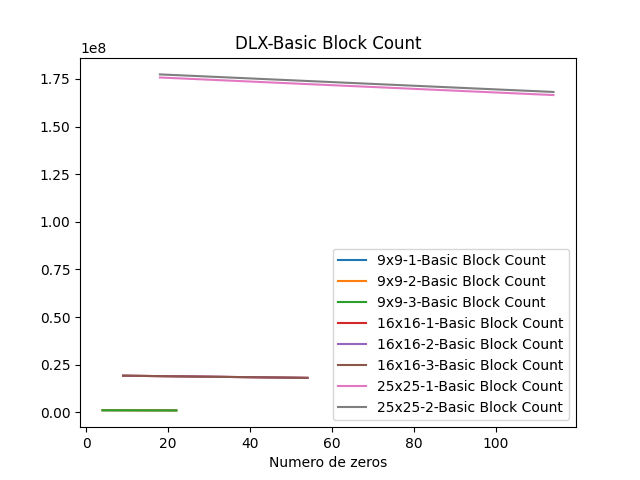 DLX-Basic Block Count
1e8
1.75
1.50
1.25
1.00
0.75
0.50
0.25
0.00
9x9-1-Basic Block Count
9x9-2-Basic Block Count
9x9-3-Basic Block Count
16x16-1-Basic Block Count
16x16-2-Basic Block Count
16x16-3-Basic Block Count
25x25-1-Basic Block Count
25x25-2-Basic Block Count
0 20 40 60 80 100
Numero de zeros